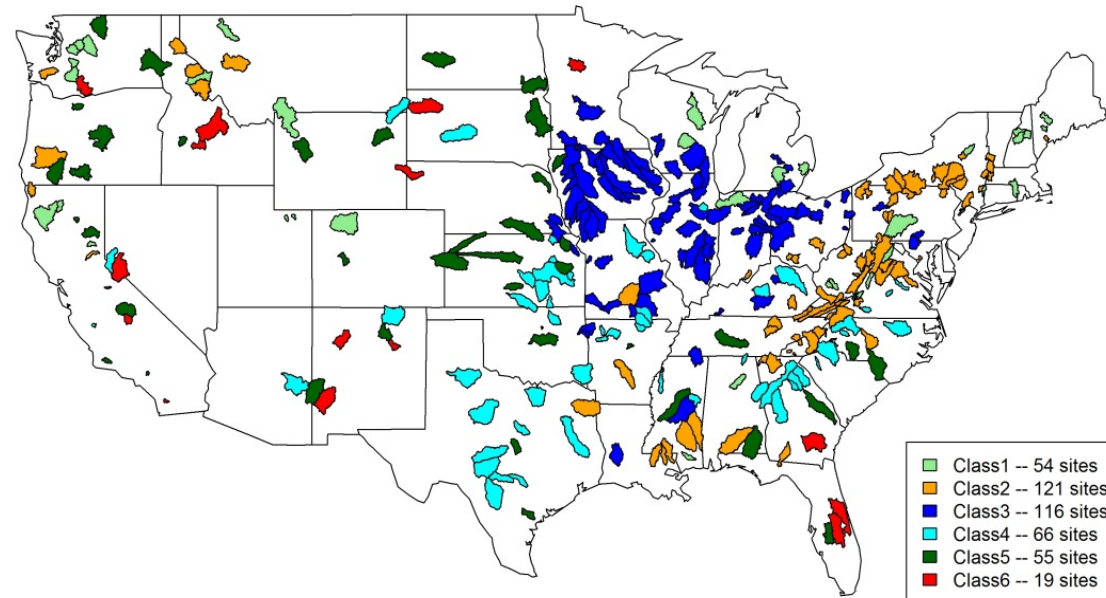 Class1 -- 54 sites
Class2 -- 121 sites
Class3 -- 116 sites
Class4 -- 66 sites
Class5 -- 55 sites
Class6 -- 19 sites